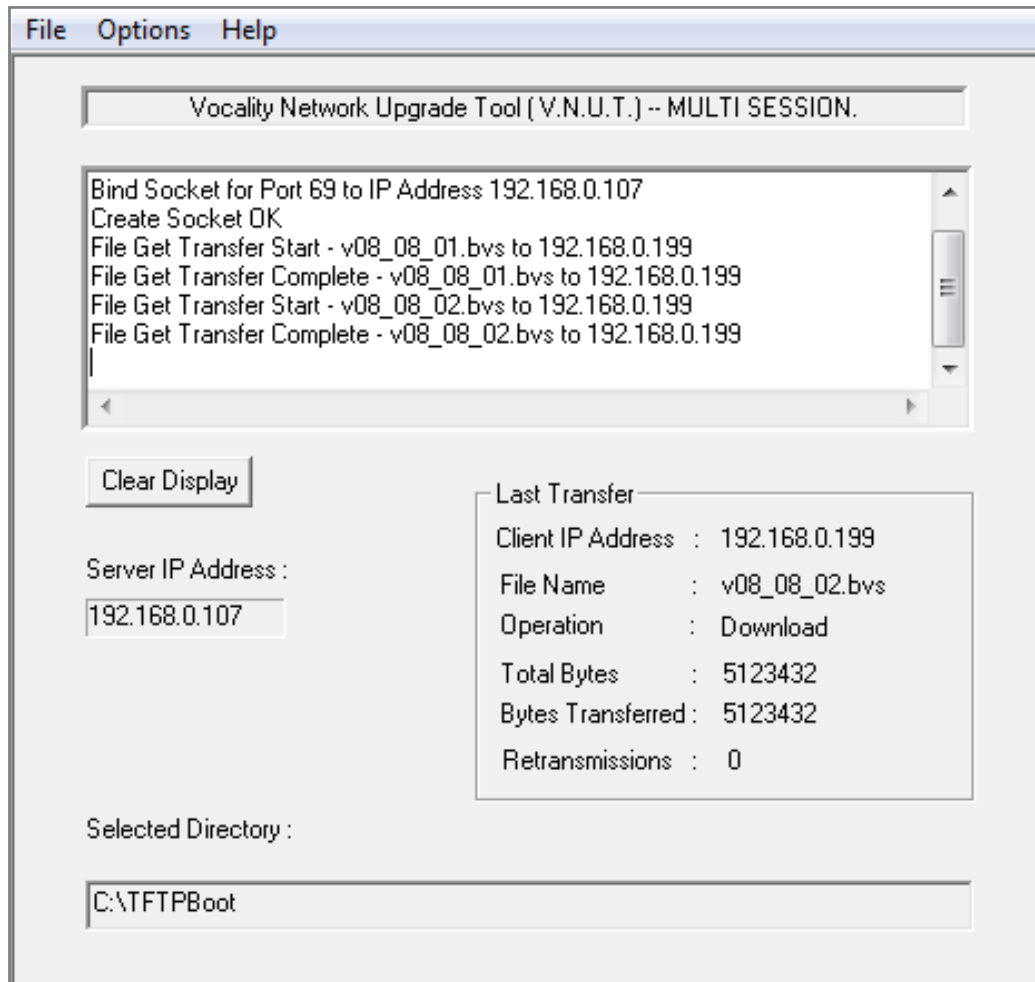 File Options Help
Vocality Network Upgrade Tool ( V.N.U.T.) -- MULTI SESSION.
Bind Socket for Port 69 to IP Address 192.168.0.107
Create Socket OK
File Get Transfer Start - v08_08_01.bvs to 192.168.0.199
File Get Transfer Complete - v08_08_01.bvs to 192.168.0.199
File Get Transfer Start - v08_08_02.bvs to 192.168.0.199
File Get Transfer Complete - v08_08_02.bvs to 192.168.0.199
Clear Display
Server IP Address :
192.168.0.107
Last Transfer
Client IP Address : 192.168.0.199
File Name : v08_08_02.bvs
Operation : Download
Total Bytes : 5123432
Bytes Transferred : 5123432
Retransmissions : 0
Selected Directory :
C:\TFTPBoot